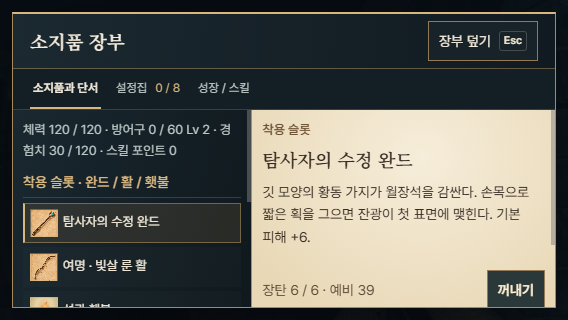 소지품 장부
장부 덮기 Esc
소지품과 단서 설정집 0 / 8 성장 / 스킬
체력 120 / 120 · 방어구 0 / 60 Lv 2 · 경
험치 30 / 120 · 스킬 포인트 0
착용 슬롯 · 완드 / 활 / 횃불
탐사자의 수정 완드
여명 · 빗살 룬 활
착용 슬롯
탐사자의 수정 완드
깃 모양의 황동 가지가 월장석을 감싼다. 손목으로
짧은 획을 그으면 잔광이 첫 표면에 맺힌다. 기본
피해 +6.
장탄 6 / 6 · 예비 39
꺼내기